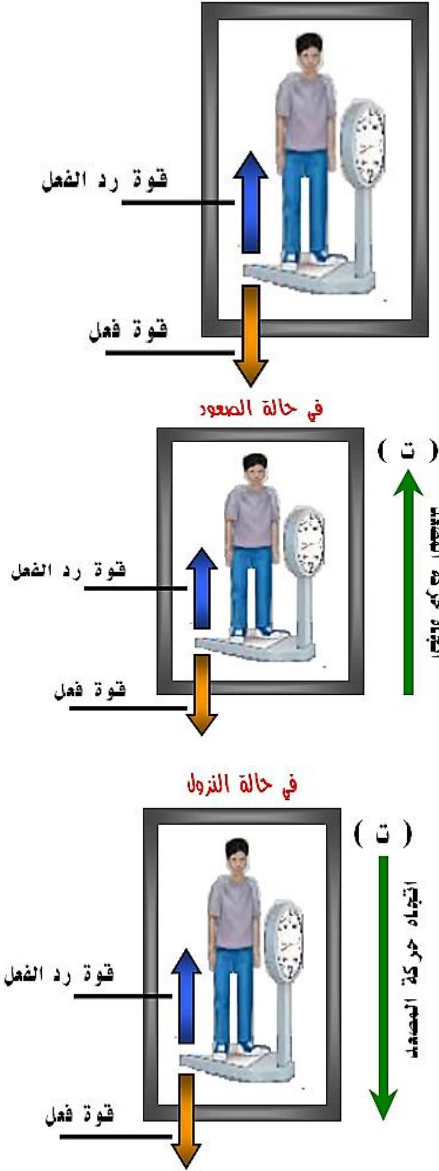 قوة رد الفعل
قوة فعل
في حالة الصعود
( ت )
قوة رد الفعل
قوة فعل
في حالة النزول
( ت )
اتجاه حركة المصعد
قوة رد الفعل
قوة فعل